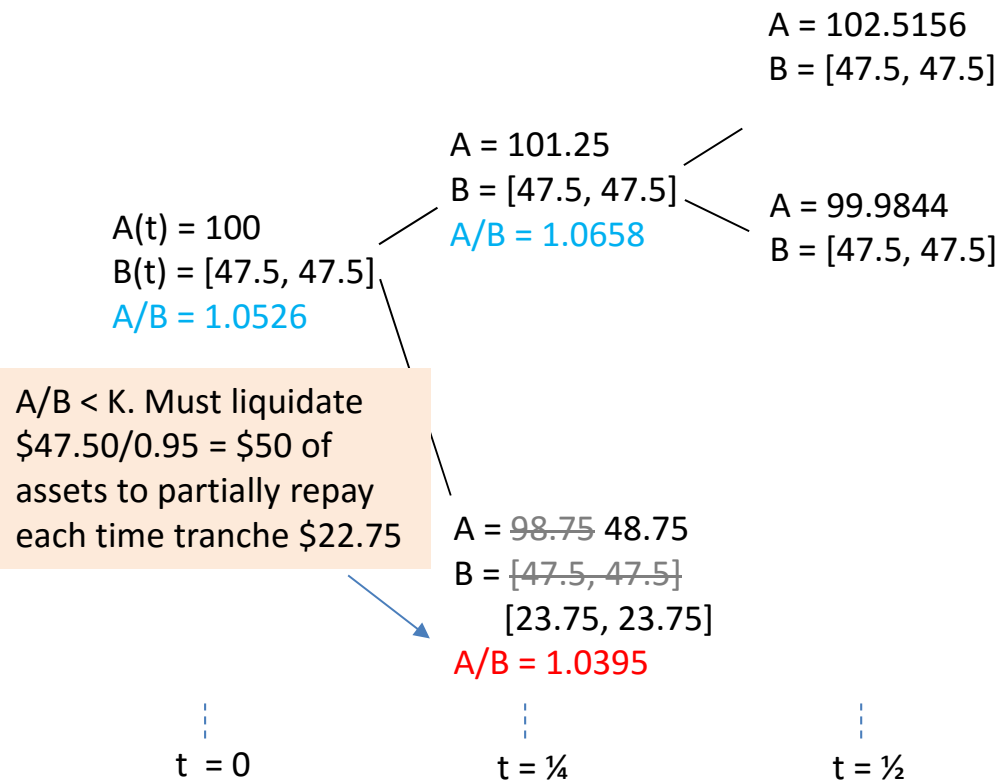 A = 102.5156
B = [47.5, 47.5]
A = 101.25
B = [47.5, 47.5]
A/B = 1.0658
A = 99.9844
B = [47.5, 47.5]
A(t) = 100
B(t) = [47.5, 47.5]
A/B = 1.0526
A/B < K. Must liquidate
$47.50/0.95 = $50 of
assets to partially repay
each time tranche $22.75
A = 98.75 48.75
B = [47.5, 47.5]
[23.75, 23.75]
A/B = 1.0395
t = 0
t = ¼
t = ½